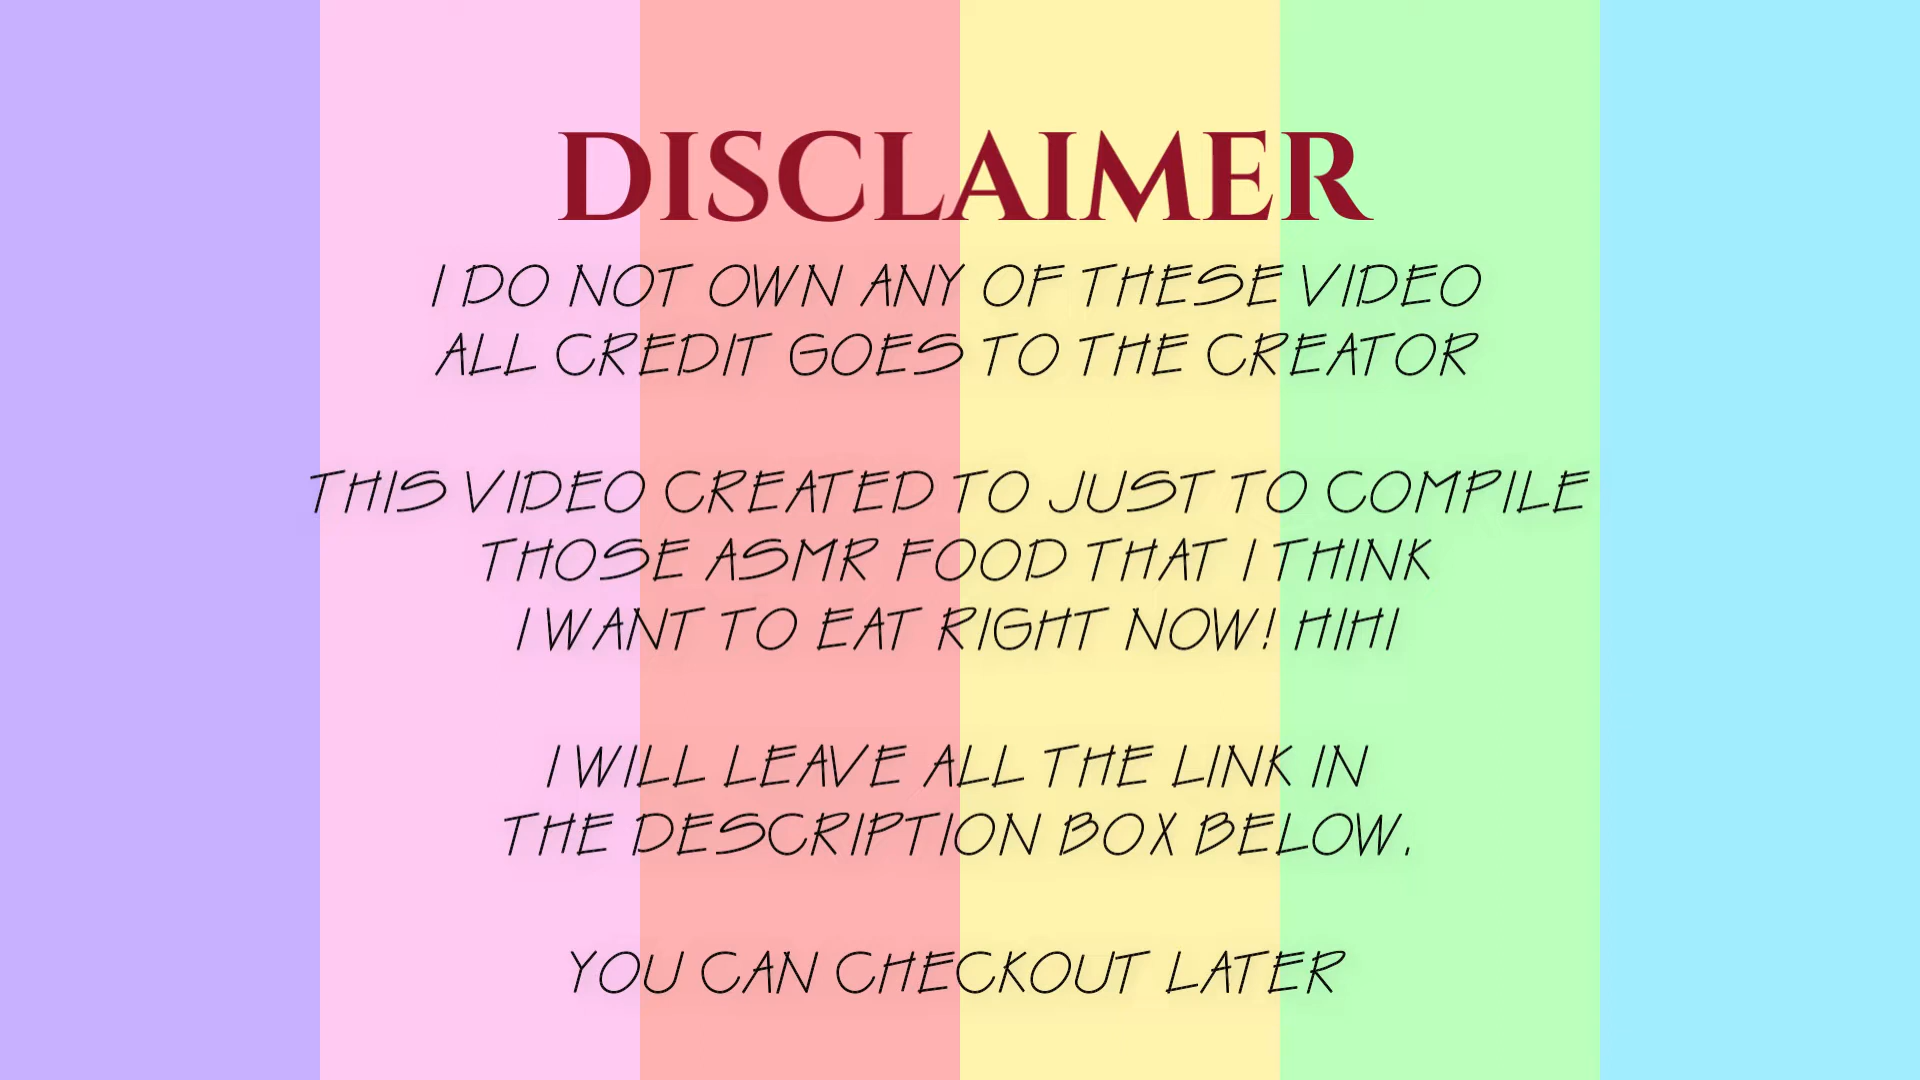 DISCLAIMER
I DO NOT OWN ANY OF THESE VIDEO
ALL CREDIT GOES TO THE CREATOR
THIS VIDEO CREATED TO JUST TO COMPILE
THOSE ASMR FOOD THAT I THINK
I WANT TO EAT RIGHT NOW! HIHI
I WILL LEAVE ALL THE LINK IN
THE DESCRIPTION BOX BELOW.
YOU CAN CHECKOUT LATER